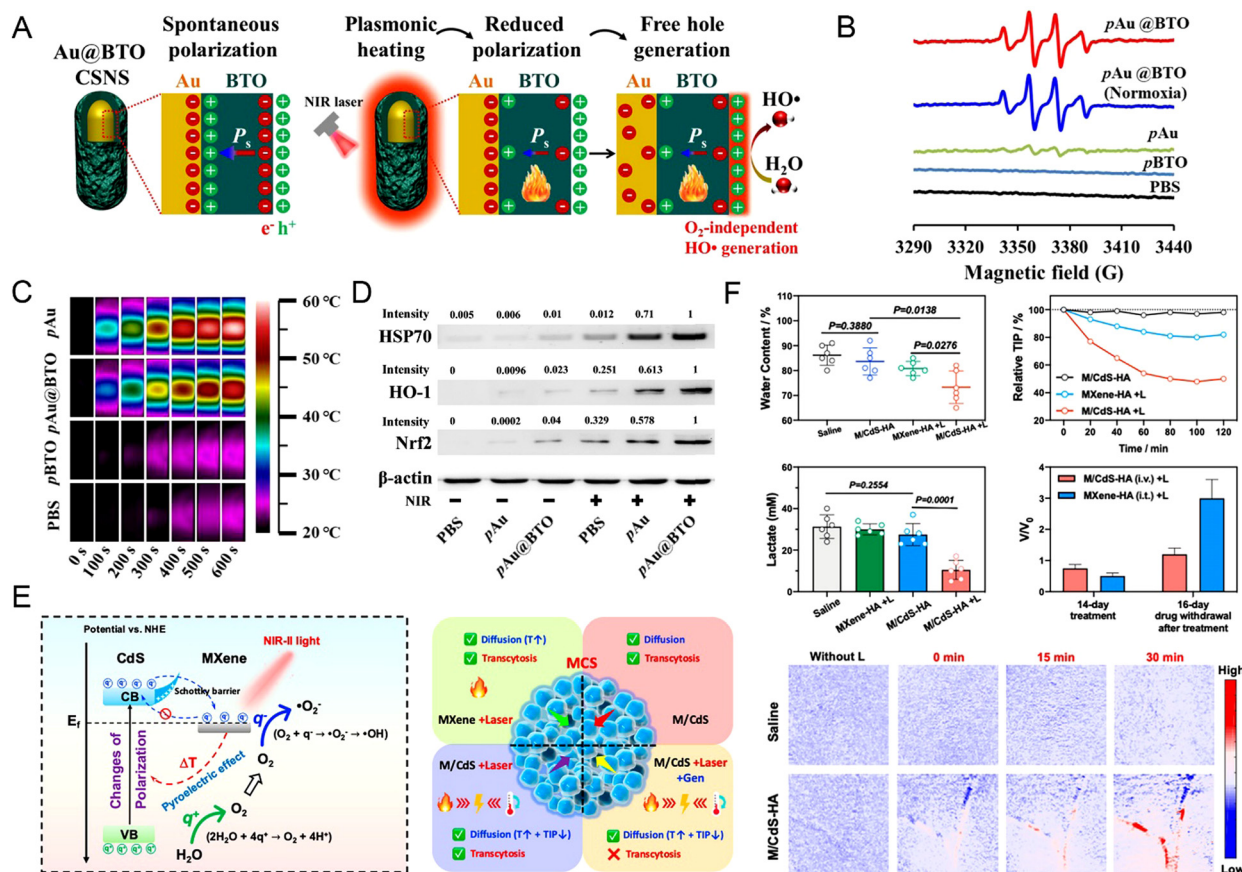 A
Au@BTO
CSNS
Spontaneous
polarization
Au BTO
Ps
e- h+
Plasmonic
heating
NIR laser
Reduced
polarization
Au BTO
Ps
Free hole
generation
Au BTO
Ps
HO•
H2O
O2-independent
HO• generation
B
pAu @BTO
pAu @BTO
(Normoxia)
pAu
pBTO
PBS
3290 3330 3360 3380 3410 3440
Magnetic field (G)
C
pAu
pAu@BTO
pBTO
PBS
0 s 100 s 200 s 300 s 400 s 500 s 600 s
60 °C
50 °C
40 °C
30 °C
20 °C
D
Intensity 0.005 0.006 0.01 0.012 0.71 1
HSP70
Intensity 0 0.0096 0.023 0.251 0.613 1
HO-1
Intensity 0 0.0002 0.04 0.329 0.578 1
Nrf2
β-actin
NIR − − − + + +
PBS pAu pAu@BTO PBS pAu pAu@BTO
E
Potential vs. NHE
NIR-II light
CdS MXene
Schottky barrier
CB
q- q- q- q-
q- q- q-
Ef
q-
•O2-
(O2 + q- → •O2- → •OH)
ΔT
Pyroelectric effect
O2
Changes of
Polarization
q+
O2
(2H2O + 4q+ → O2 + 4H+)
VB
q+ q+ q+ q+
H2O
Diffusion (T↑)
Transcytosis
MXene +Laser
MCS
Diffusion
Transcytosis
M/CdS
M/CdS +Laser
Diffusion (T↑ + TIP↓)
Transcytosis
M/CdS +Laser
+Gen
Diffusion (T↑ + TIP↓)
Transcytosis
F
Water Content / %
110
100
90
80
70
60
P=0.3880
P=0.0138
P=0.0276
Saline M/CdS-HA MXene-HA +L M/CdS-HA +L
Relative TIP / %
100
80
60
40
20
0
M/CdS-HA
MXene-HA +L
M/CdS-HA +L
0 20 40 60 80 100 120
Time / min
Lactate (mM)
60
40
20
0
P=0.2554
P=0.0001
Saline MXene-HA +L M/CdS-HA M/CdS-HA +L
V/V0
6
4
2
0
M/CdS-HA (i.v.) +L
MXene-HA (i.t.) +L
14-day
treatment
16-day
drug withdrawal
after treatment
Without L 0 min 15 min 30 min
Saline
M/CdS-HA
High
Low